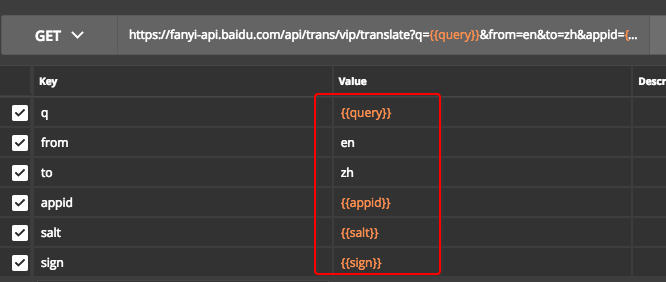 GET https://fanyi-api.baidu.com/api/trans/vip/translate?q={{query}}&from=en&to=zh&appid={...
Key Value Descr
q {{query}}
from en
to zh
appid {{appid}}
salt {{salt}}
sign {{sign}}